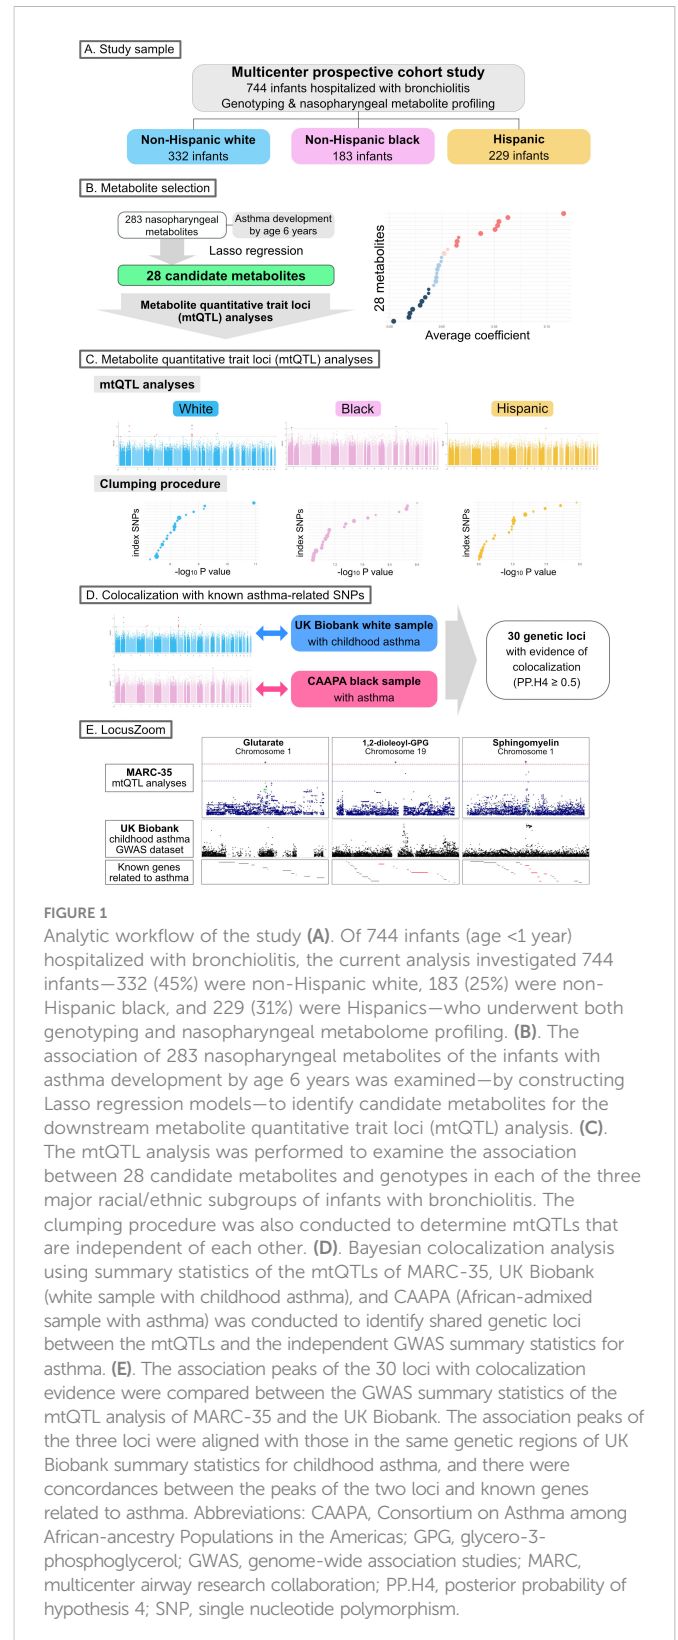 A. Study sample
Multicenter prospective cohort study
744 infants hospitalized with bronchiolitis
Genotyping & nasopharyngeal metabolite profiling
Non-Hispanic white
332 infants
Non-Hispanic black
183 infants
Hispanic
229 infants
B. Metabolite selection
283 nasopharyngeal
metabolites
Asthma development
by age 6 years
Lasso regression
28 candidate metabolites
Metabolite quantitative trait loci
(mtQTL) analyses
28 metabolites
Average coefficient
C. Metabolite quantitative trait loci (mtQTL) analyses
mtQTL analyses
White
Black
Hispanic
Clumping procedure
index SNPs
-log10 P value
index SNPs
-log10 P value
index SNPs
-log10 P value
D. Colocalization with known asthma-related SNPs
UK Biobank white sample
with childhood asthma
CAAPA black sample
with asthma
30 genetic loci
with evidence of
colocalization
(PP.H4 ≥ 0.5)
E. LocusZoom
Glutarate
Chromosome 1
1,2-dioleoyl-GPG
Chromosome 19
Sphingomyelin
Chromosome 1
MARC-35
mtQTL analyses
UK Biobank
childhood asthma
GWAS dataset
Known genes
related to asthma
FIGURE 1
Analytic workflow of the study (A). Of 744 infants (age <1 year)
hospitalized with bronchiolitis, the current analysis investigated 744
infants—332 (45%) were non-Hispanic white, 183 (25%) were non-
Hispanic black, and 229 (31%) were Hispanics—who underwent both
genotyping and nasopharyngeal metabolome profiling. (B). The
association of 283 nasopharyngeal metabolites of the infants with
asthma development by age 6 years was examined—by constructing
Lasso regression models—to identify candidate metabolites for the
downstream metabolite quantitative trait loci (mtQTL) analysis. (C).
The mtQTL analysis was performed to examine the association
between 28 candidate metabolites and genotypes in each of the three
major racial/ethnic subgroups of infants with bronchiolitis. The
clumping procedure was also conducted to determine mtQTLs that
are independent of each other. (D). Bayesian colocalization analysis
using summary statistics of the mtQTLs of MARC-35, UK Biobank
(white sample with childhood asthma), and CAAPA (African-admixed
sample with asthma) was conducted to identify shared genetic loci
between the mtQTLs and the independent GWAS summary statistics for
asthma. (E). The association peaks of the 30 loci with colocalization
evidence were compared between the GWAS summary statistics of the
mtQTL analysis of MARC-35 and the UK Biobank. The association peaks of
the three loci were aligned with those in the same genetic regions of UK
Biobank summary statistics for childhood asthma, and there were
concordances between the peaks of the two loci and known genes
related to asthma. Abbreviations: CAAPA, Consortium on Asthma among
African-ancestry Populations in the Americas; GPG, glycero-3-
phosphoglycerol; GWAS, genome-wide association studies; MARC,
multicenter airway research collaboration; PP.H4, posterior probability of
hypothesis 4; SNP, single nucleotide polymorphism.